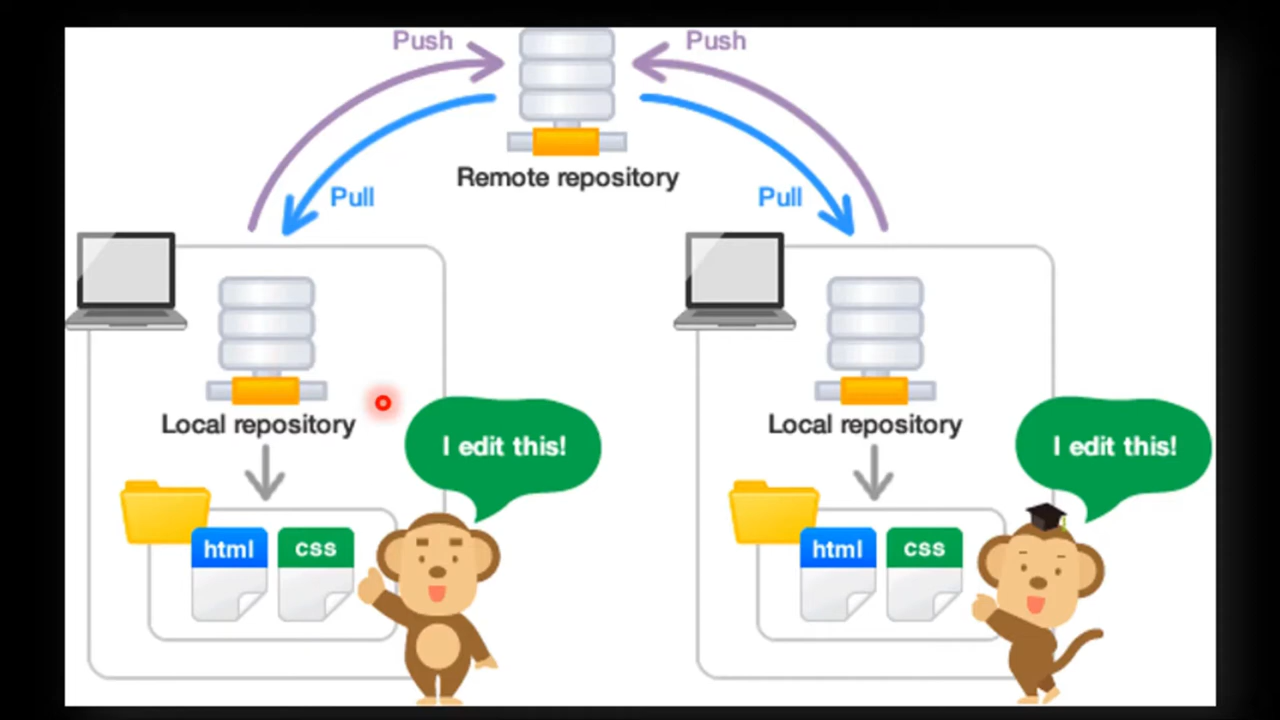 Push
Push
Remote repository
Pull
Pull
Local repository
Local repository
I edit this!
I edit this!
html
css
html
css